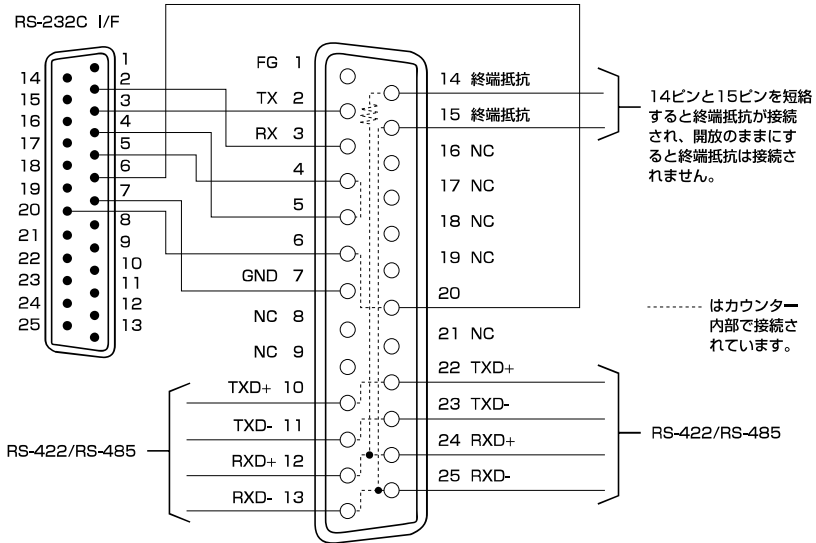 RS-232C I/F
1
2
3
4
5
6
7
8
9
10
11
12
13
14
15
16
17
18
19
20
21
22
23
24
25
FG 1
TX 2
RX 3
4
5
6
GND 7
NC 8
NC 9
TXD+ 10
TXD- 11
RXD+ 12
RXD- 13
RS-422/RS-485
14 終端抵抗
15 終端抵抗
16 NC
17 NC
18 NC
19 NC
20
21 NC
22 TXD+
23 TXD-
24 RXD+
25 RXD-
RS-422/RS-485
14ピンと15ピンを短絡
すると終端抵抗が接続
され、開放のままにす
ると終端抵抗は接続さ
れません。
はカウンター
内部で接続さ
れています。